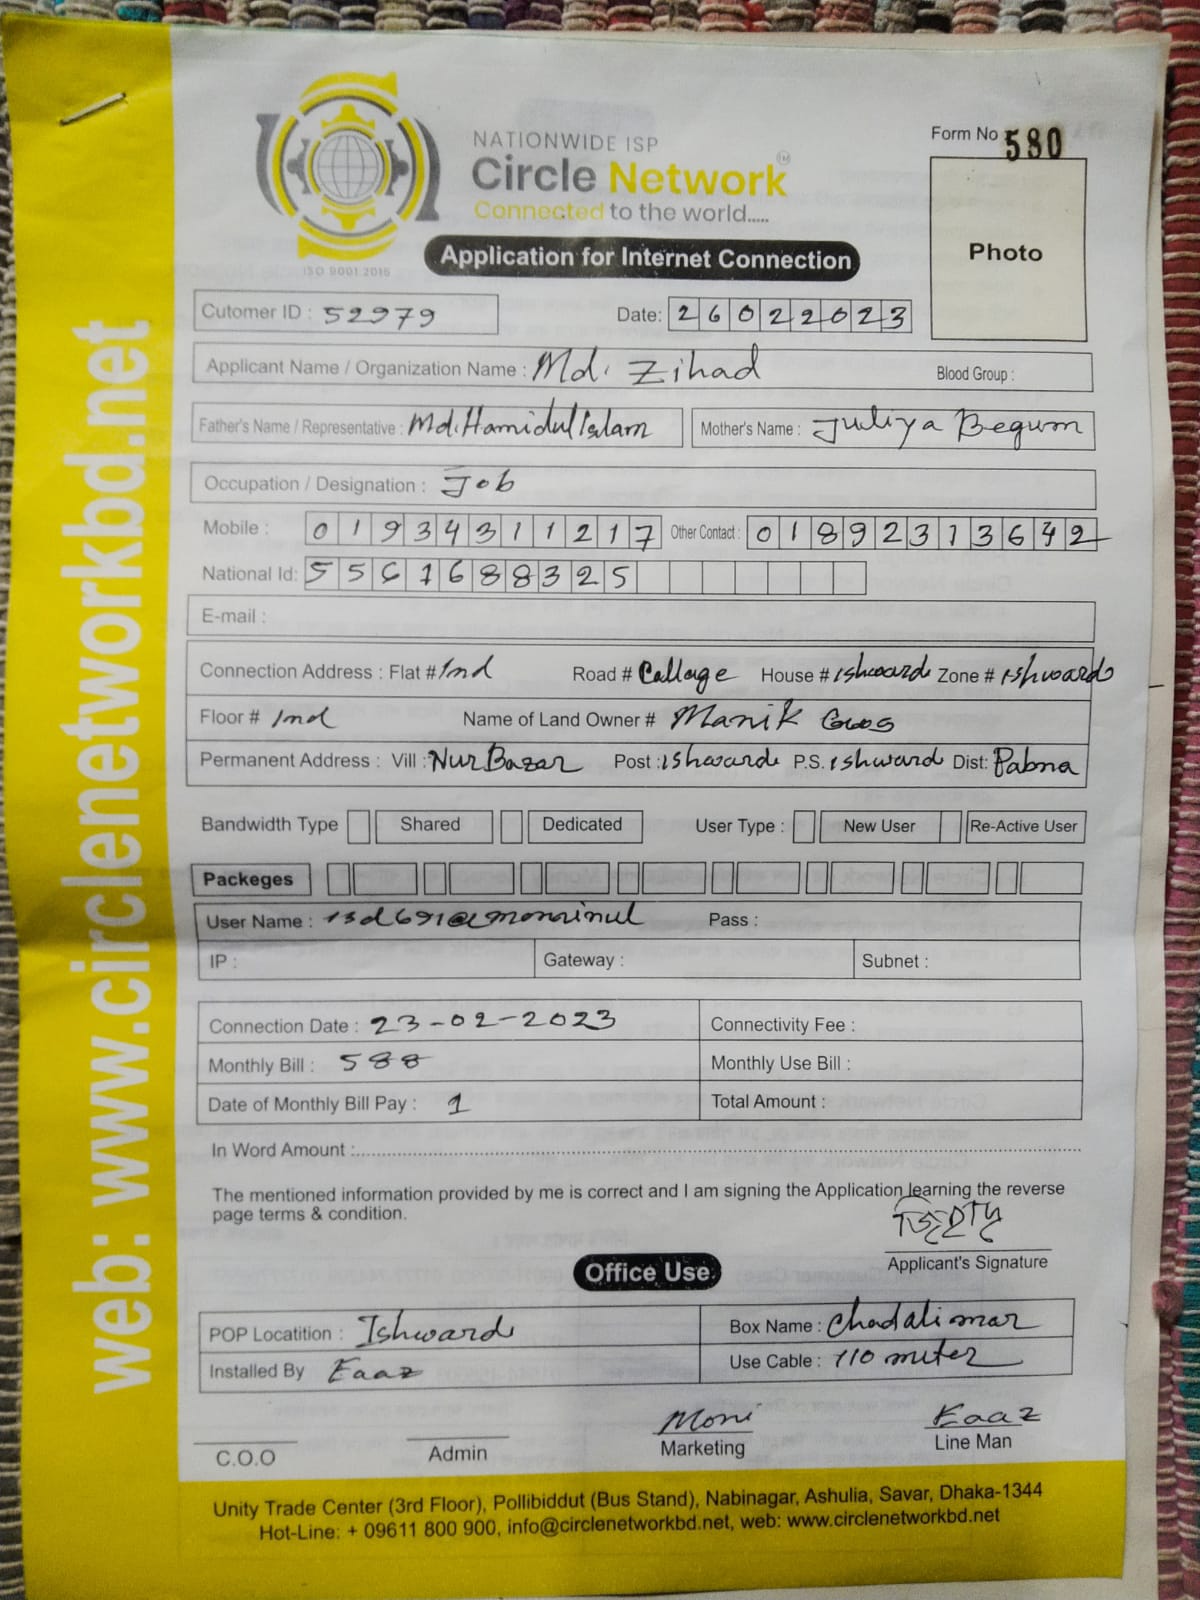 NATIONWIDE ISP
Circle Network TM
Connected to the world.....
ISO 9001:2015
Form No 580
Photo
Application for Internet Connection
Cutomer ID : 52979 Date: 26022023
Applicant Name / Organization Name : Md. Zihad Blood Group :
Father's Name / Representative : Md. Hamidul Islam Mother's Name : Juliya Begum
Occupation / Designation : Job
Mobile : 01934311217 Other Contact : 01892313642
National Id: 5561688325
E-mail :
Connection Address : Flat # 1nd Road # Callage House # ishwardi Zone # ishwardi
Floor # 1nd Name of Land Owner # Manik
Permanent Address : Vill : Nur Bazar Post : ishwardi P.S. ishwardi Dist: Pabna
Bandwidth Type Shared Dedicated User Type : New User Re-Active User
Packeges
User Name : Pass :
IP : Gateway : Subnet :
Connection Date : 23-02-2023 Connectivity Fee :
Monthly Bill : 588 Monthly Use Bill :
Date of Monthly Bill Pay : 1 Total Amount :
In Word Amount :
The mentioned information provided by me is correct and I am signing the Application learning the reverse
page terms & condition.
Applicant's Signature
Office Use
POP Locatition : Ishwardi Box Name : Chadalimar
Installed By Eaaz Use Cable : 110 miter
Moni Eaaz
C.O.O Admin Marketing Line Man
Unity Trade Center (3rd Floor), Pollibiddut (Bus Stand), Nabinagar, Ashulia, Savar, Dhaka-1344
Hot-Line: + 09611 800 900, info@circlenetworkbd.net, web: www.circlenetworkbd.net
web: www.circlenetworkbd.net